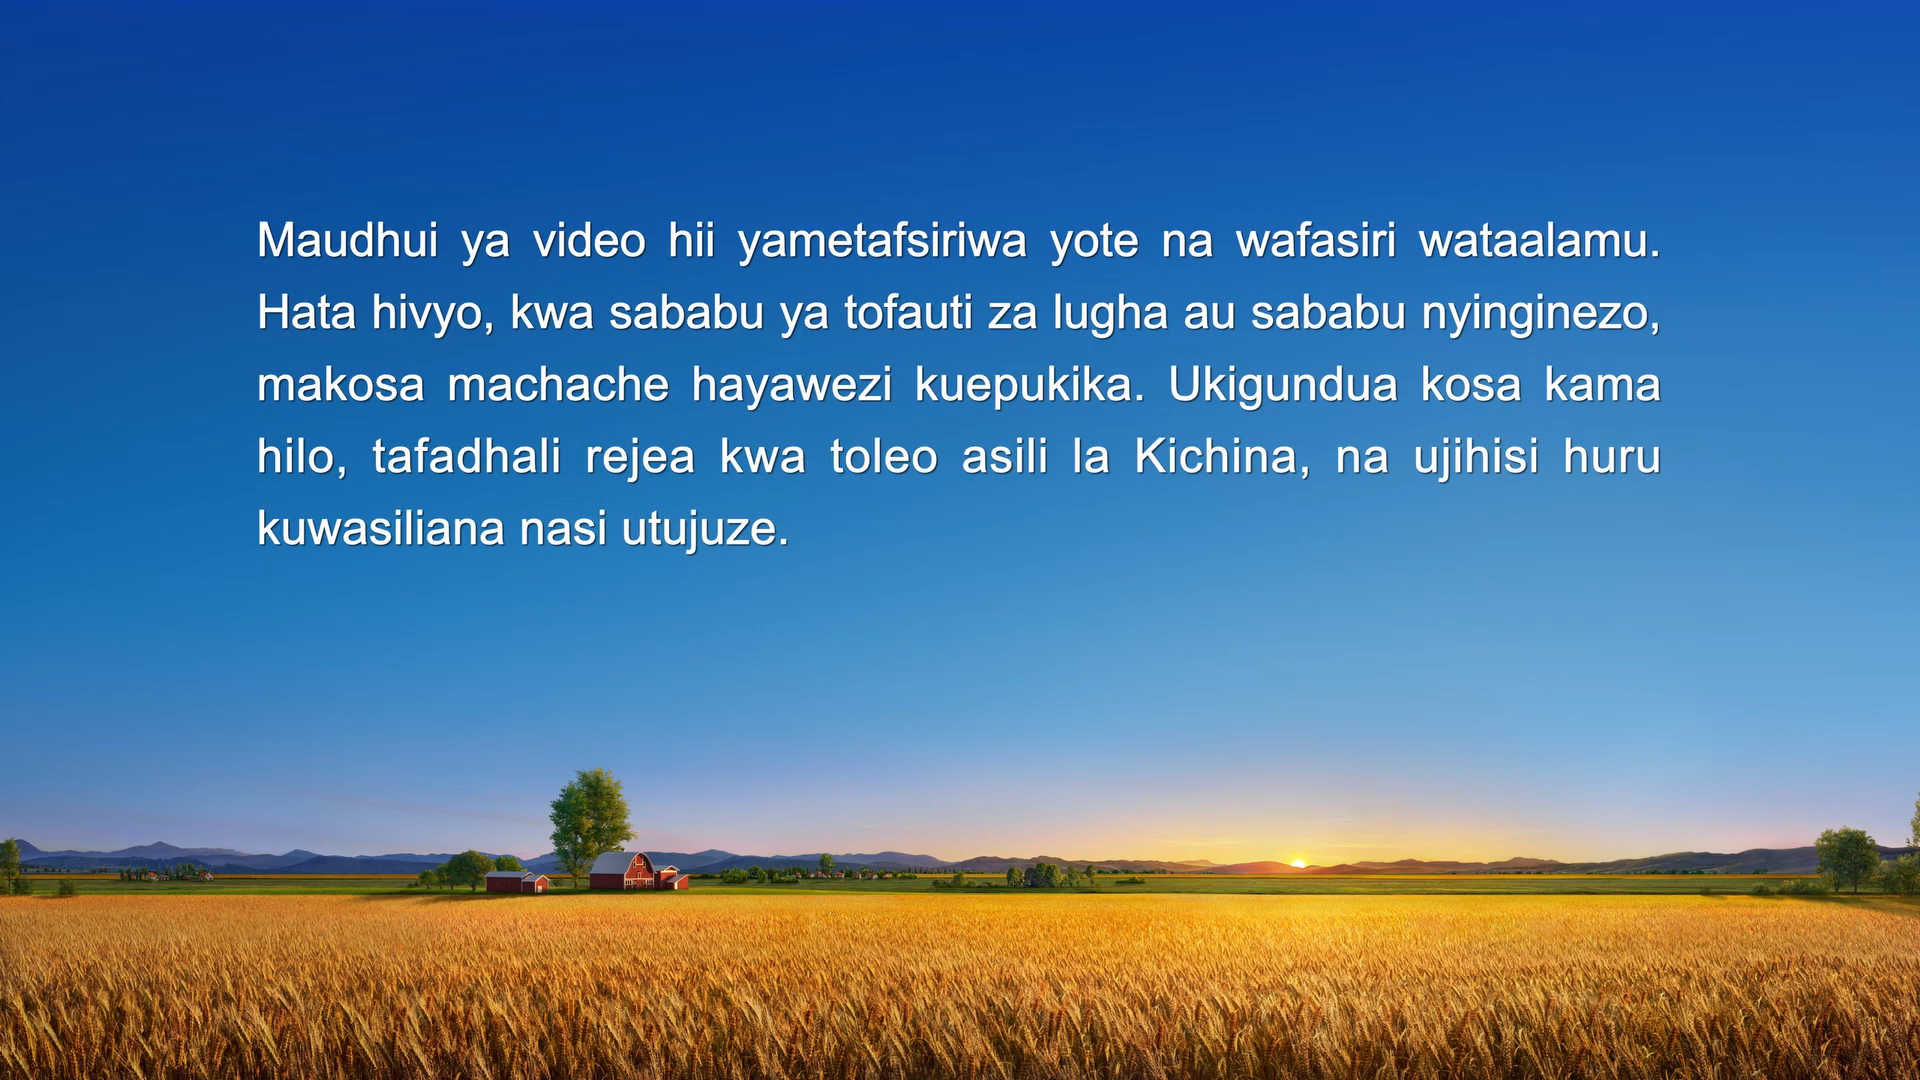 Maudhui ya video hii yametafsiriwa yote na wafasiri wataalamu.
Hata hivyo, kwa sababu ya tofauti za lugha au sababu nyinginezo,
makosa machache hayawezi kuepukika. Ukigundua kosa kama
hilo, tafadhali rejea kwa toleo asili la Kichina, na ujihisi huru
kuwasiliana nasi utujuze.